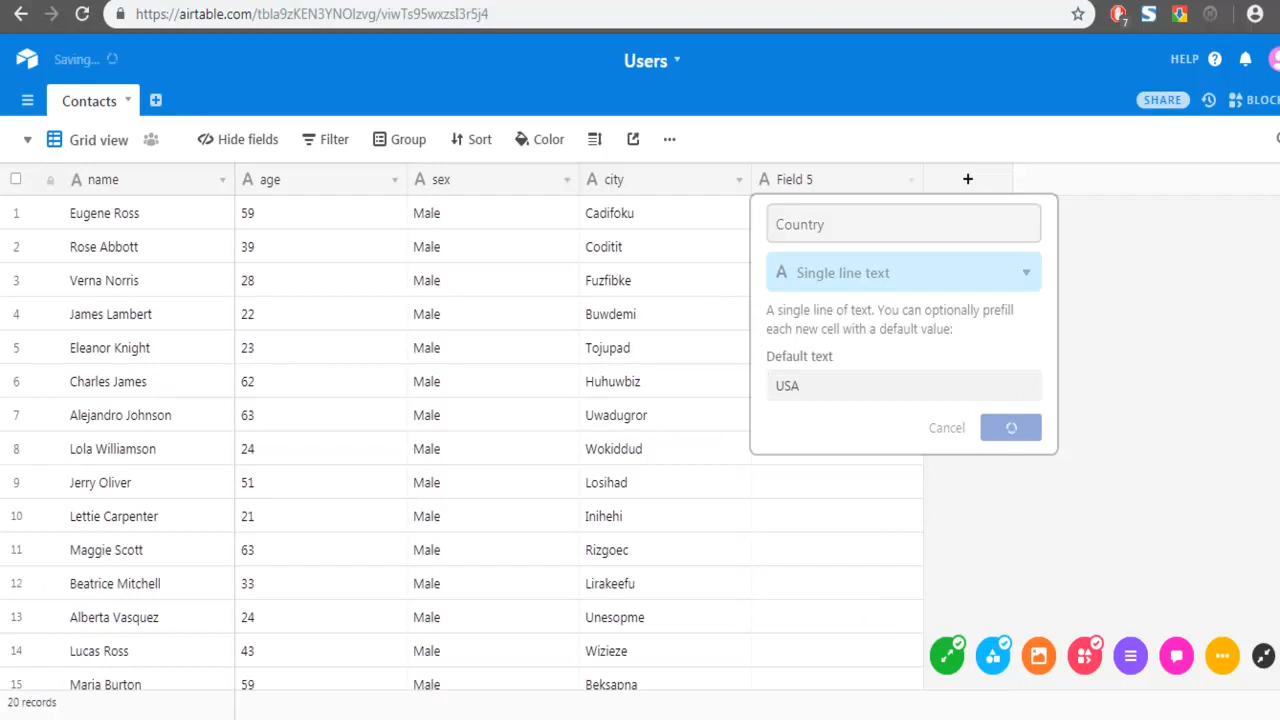 https://airtable.com/tbla9zKEN3YNOlzvg/viwTs95wxzsI3r5j4
7
S
Saving...
Users
HELP
?
Contacts
SHARE
BLOC
Grid view
Hide fields
Filter
Group
Sort
Color
A name
A age
A sex
A city
A Field 5
+
1 Eugene Ross 59 Male Cadifoku
2 Rose Abbott 39 Male Coditit
3 Verna Norris 28 Male Fuzfibke
4 James Lambert 22 Male Buwdemi
5 Eleanor Knight 23 Male Tojupad
6 Charles James 62 Male Huhuwbiz
7 Alejandro Johnson 63 Male Uwadugror
8 Lola Williamson 24 Male Wokiddud
9 Jerry Oliver 51 Male Losihad
10 Lettie Carpenter 21 Male Inihehi
11 Maggie Scott 63 Male Rizgoec
12 Beatrice Mitchell 33 Male Lirakeefu
13 Alberta Vasquez 24 Male Unesopme
14 Lucas Ross 43 Male Wizieze
15 Maria Burton 59 Male Beksapna
Country
A Single line text
A single line of text. You can optionally prefill
each new cell with a default value:
Default text
USA
Cancel
20 records